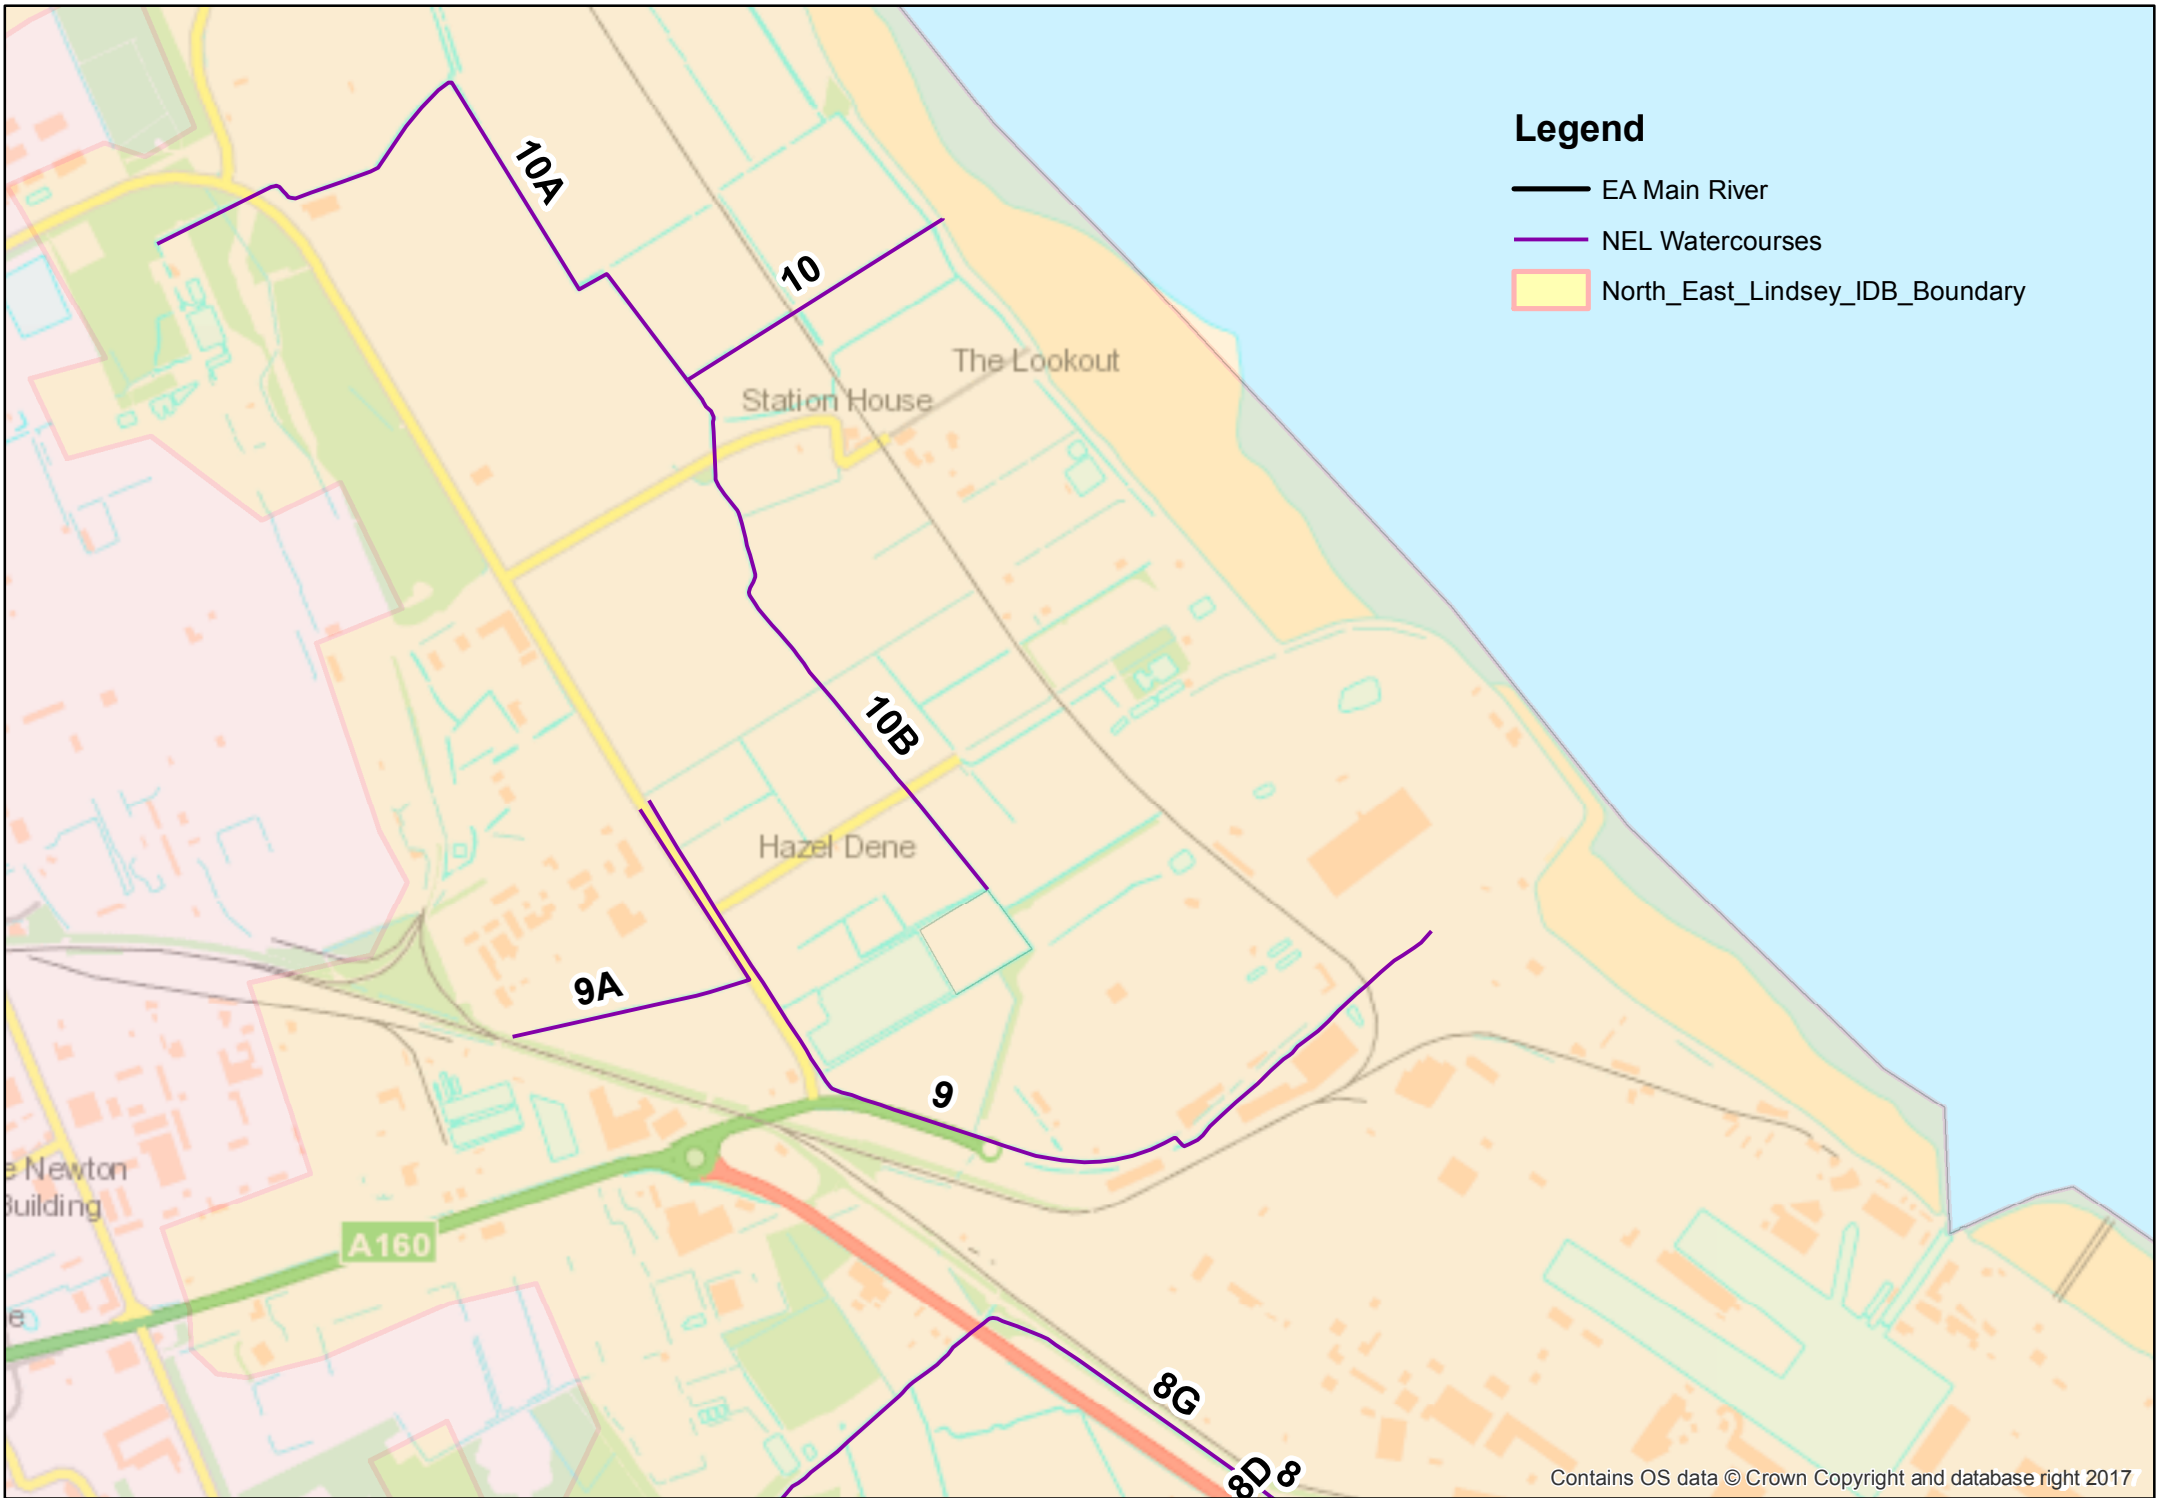 Legend
EA Main River
NEL Watercourses
North_East_Lindsey_IDB_Boundary
10A
10
The Lookout
Station House
10B
Hazel Dene
9A
9
e Newton
Building
A160
e
8G
8D
8
Contains OS data © Crown Copyright and database right 2017